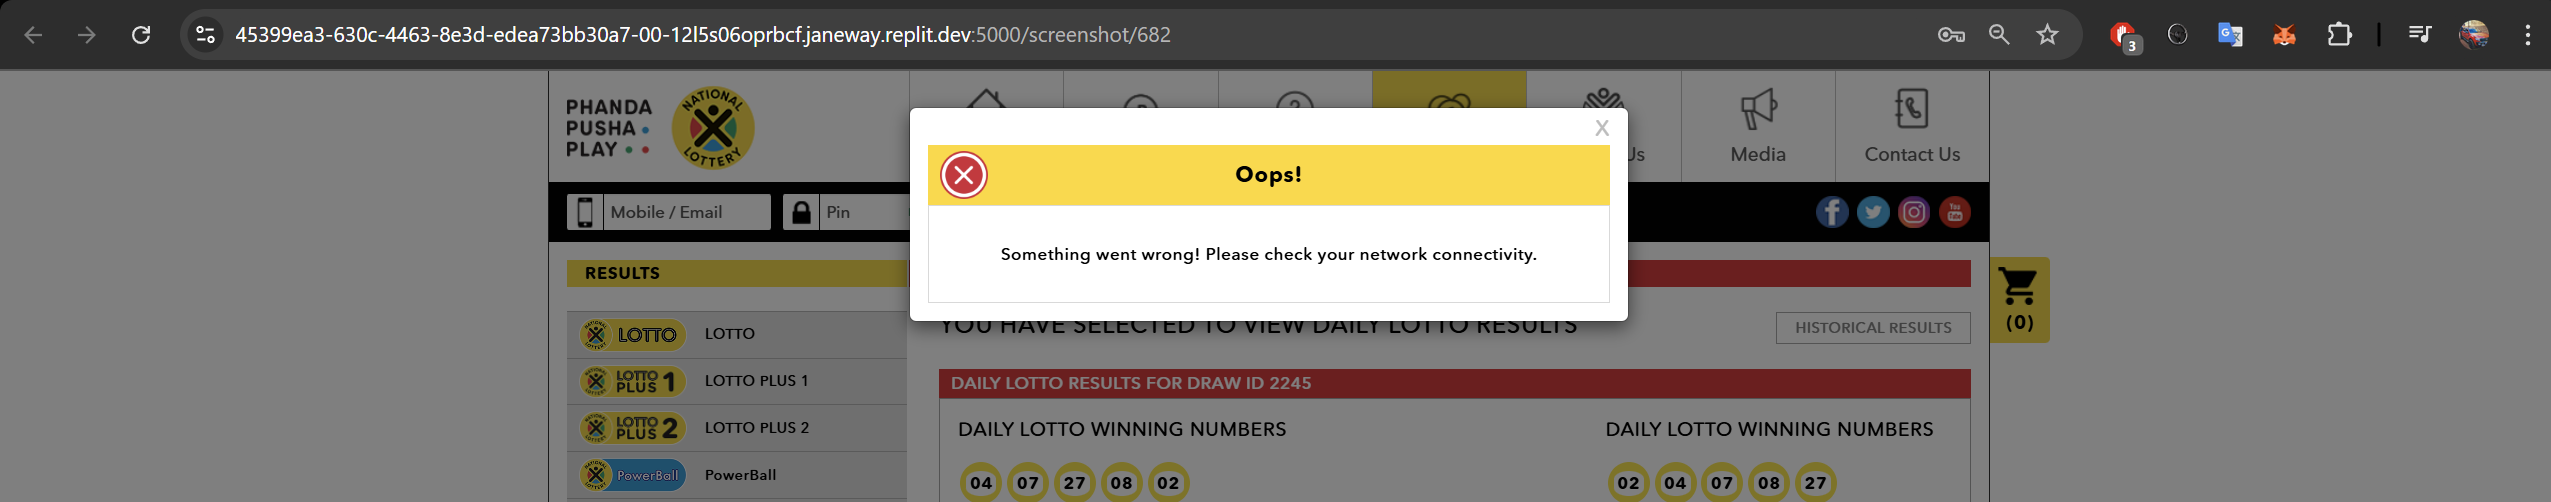 45399ea3-630c-4463-8e3d-edea73bb30a7-00-12l5s06oprbcf.janeway.replit.dev:5000/screenshot/682
3
PHANDA
PUSHA
PLAY
NATIONAL
LOTTERY
Us
Media
Contact Us
X
Oops!
Something went wrong! Please check your network connectivity.
Mobile / Email
Pin
You
Tube
RESULTS
(0)
YOU HAVE SELECTED TO VIEW DAILY LOTTO RESULTS
HISTORICAL RESULTS
LOTTO LOTTO
LOTTO PLUS 1 LOTTO PLUS 1
LOTTO PLUS 2 LOTTO PLUS 2
PowerBall PowerBall
DAILY LOTTO RESULTS FOR DRAW ID 2245
DAILY LOTTO WINNING NUMBERS
04 07 27 08 02
DAILY LOTTO WINNING NUMBERS
02 04 07 08 27